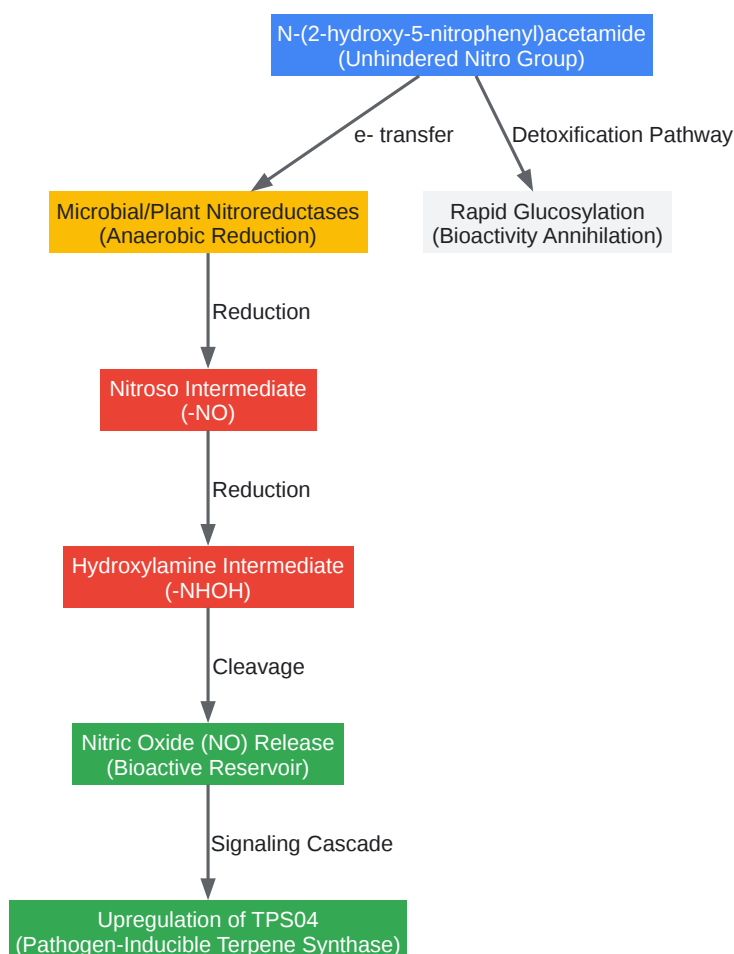 N-(2-hydroxy-5-nitrophenyl)acetamide
(Unhindered Nitro Group)
e- transfer
Detoxification Pathway
Microbial/Plant Nitroreductases
(Anaerobic Reduction)
Rapid Glucosylation
(Bioactivity Annihilation)
Reduction
Nitroso Intermediate
(-NO)
Reduction
Hydroxylamine Intermediate
(-NHOH)
Cleavage
Nitric Oxide (NO) Release
(Bioactive Reservoir)
Signaling Cascade
Upregulation of TPS04
(Pathogen-Inducible Terpene Synthase)